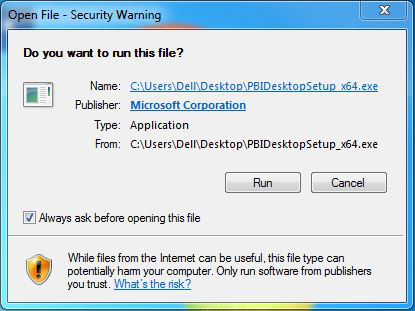 Open File - Security Warning
Do you want to run this file?
Name: C:\Users\Dell\Desktop\PBIDesktopSetup_x64.exe
Publisher: Microsoft Corporation
Type: Application
From: C:\Users\Dell\Desktop\PBIDesktopSetup_x64.exe
Run Cancel
Always ask before opening this file
While files from the Internet can be useful, this file type can
potentially harm your computer. Only run software from publishers
you trust. What's the risk?